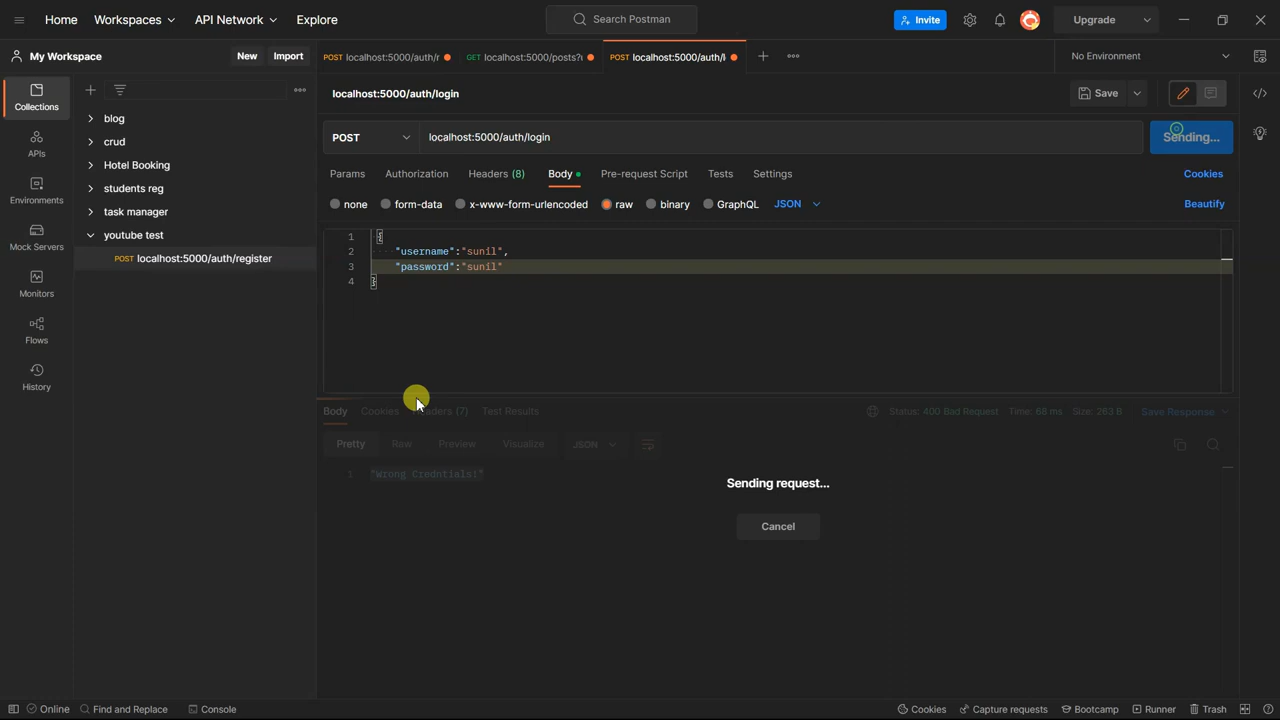 Home Workspaces API Network Explore Search Postman Invite Upgrade
My Workspace New Import POST localhost:5000/auth/r GET localhost:5000/posts?u POST localhost:5000/auth/l No Environment
Collections
APIs
Environments
Mock Servers
Monitors
Flows
History
blog
crud
Hotel Booking
students reg
task manager
youtube test
POST localhost:5000/auth/register
localhost:5000/auth/login Save
POST localhost:5000/auth/login Sending...
Params Authorization Headers (8) Body Pre-request Script Tests Settings Cookies
none form-data x-www-form-urlencoded raw binary GraphQL JSON Beautify
1 {
2 "username":"sunil",
3 "password":"sunil"
4 }
Body Cookies Headers (7) Test Results Status: 400 Bad Request Time: 68 ms Size: 263 B Save Response
Pretty Raw Preview Visualize JSON
1 "Wrong Credntials!"
Sending request...
Cancel
Online Find and Replace Console Cookies Capture requests Bootcamp Runner Trash